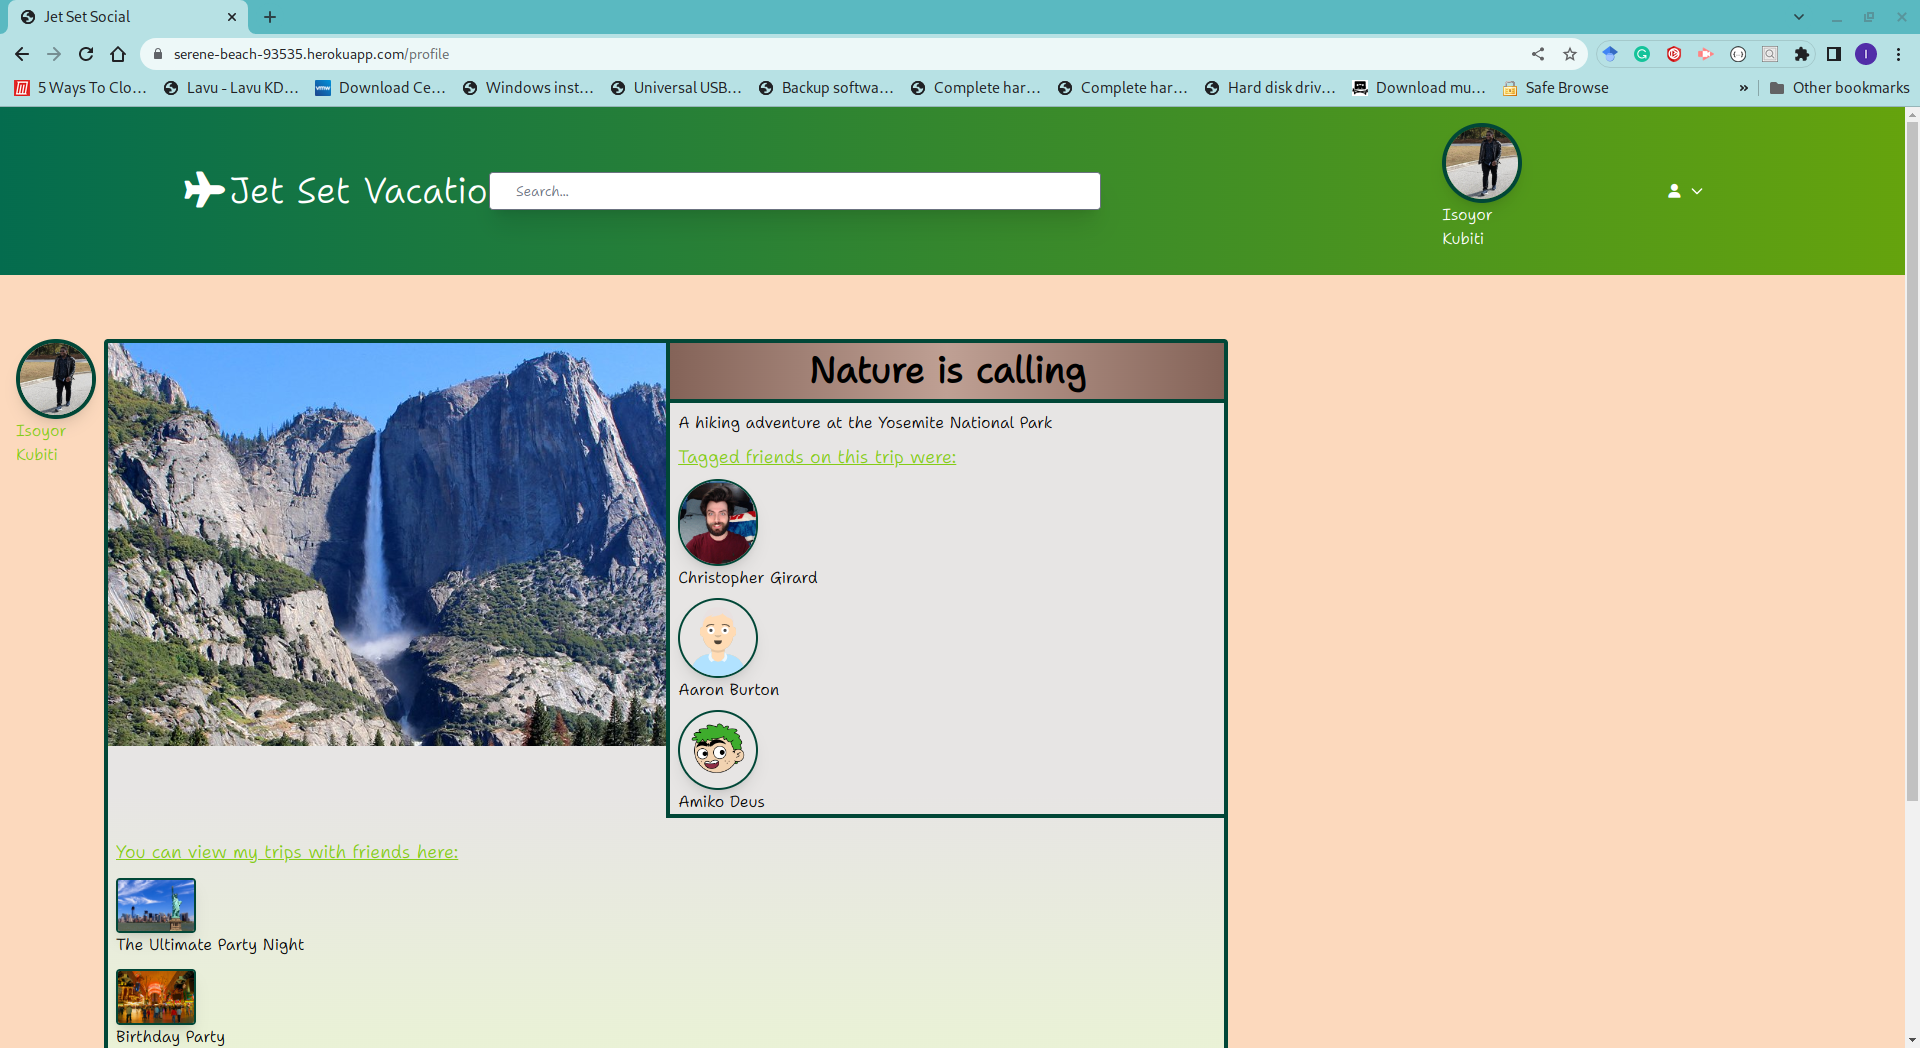 Jet Set Social
serene-beach-93535.herokuapp.com/profile
5 Ways To Clo...
Lavu - Lavu KD...
Download Ce...
Windows inst...
Universal USB...
Backup softwa...
Complete har...
Complete har...
Hard disk driv...
Download mu...
Safe Browse
»
Other bookmarks
Jet Set Vacatio
Search...
Isoyor
Kubiti
Isoyor
Kubiti
Nature is calling
A hiking adventure at the Yosemite National Park
Tagged friends on this trip were:
Christopher Girard
Aaron Burton
Amiko Deus
You can view my trips with friends here:
The Ultimate Party Night
Birthday Party